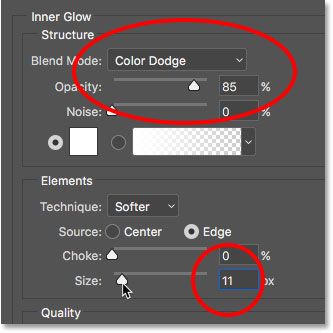 Inner Glow
Structure
Blend Mode: Color Dodge
Opacity: 85 %
Noise: 0 %
Elements
Technique: Softer
Source: Center Edge
Choke: 0 %
Size: 11 px
Quality